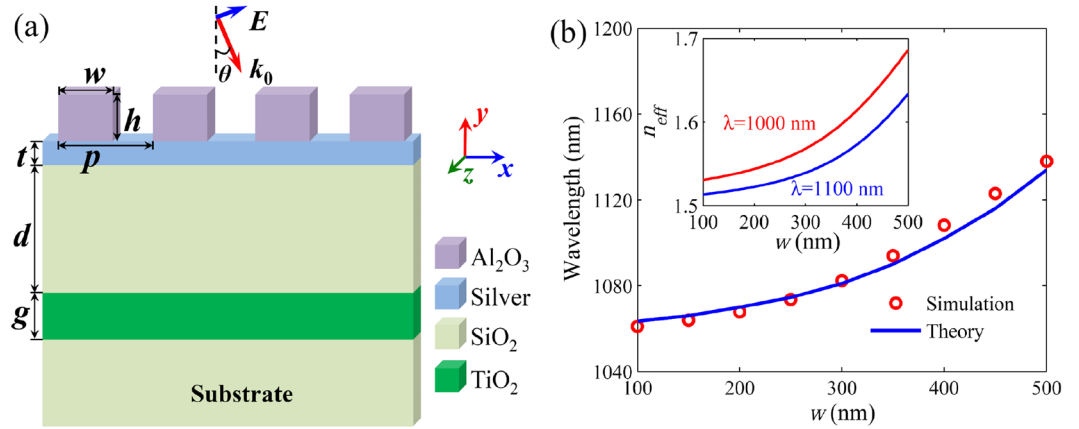 (a)
E
k₀
θ
w
h
t
p
y
x
z
d
g
Al₂O₃
Silver
SiO₂
TiO₂
Substrate
(b)
1200
1160
1120
1080
1040
Wavelength (nm)
100
200
300
400
500
w (nm)
1.7
1.6
1.5
n_eff
λ=1000 nm
λ=1100 nm
100
200
300
400
500
w (nm)
Simulation
Theory